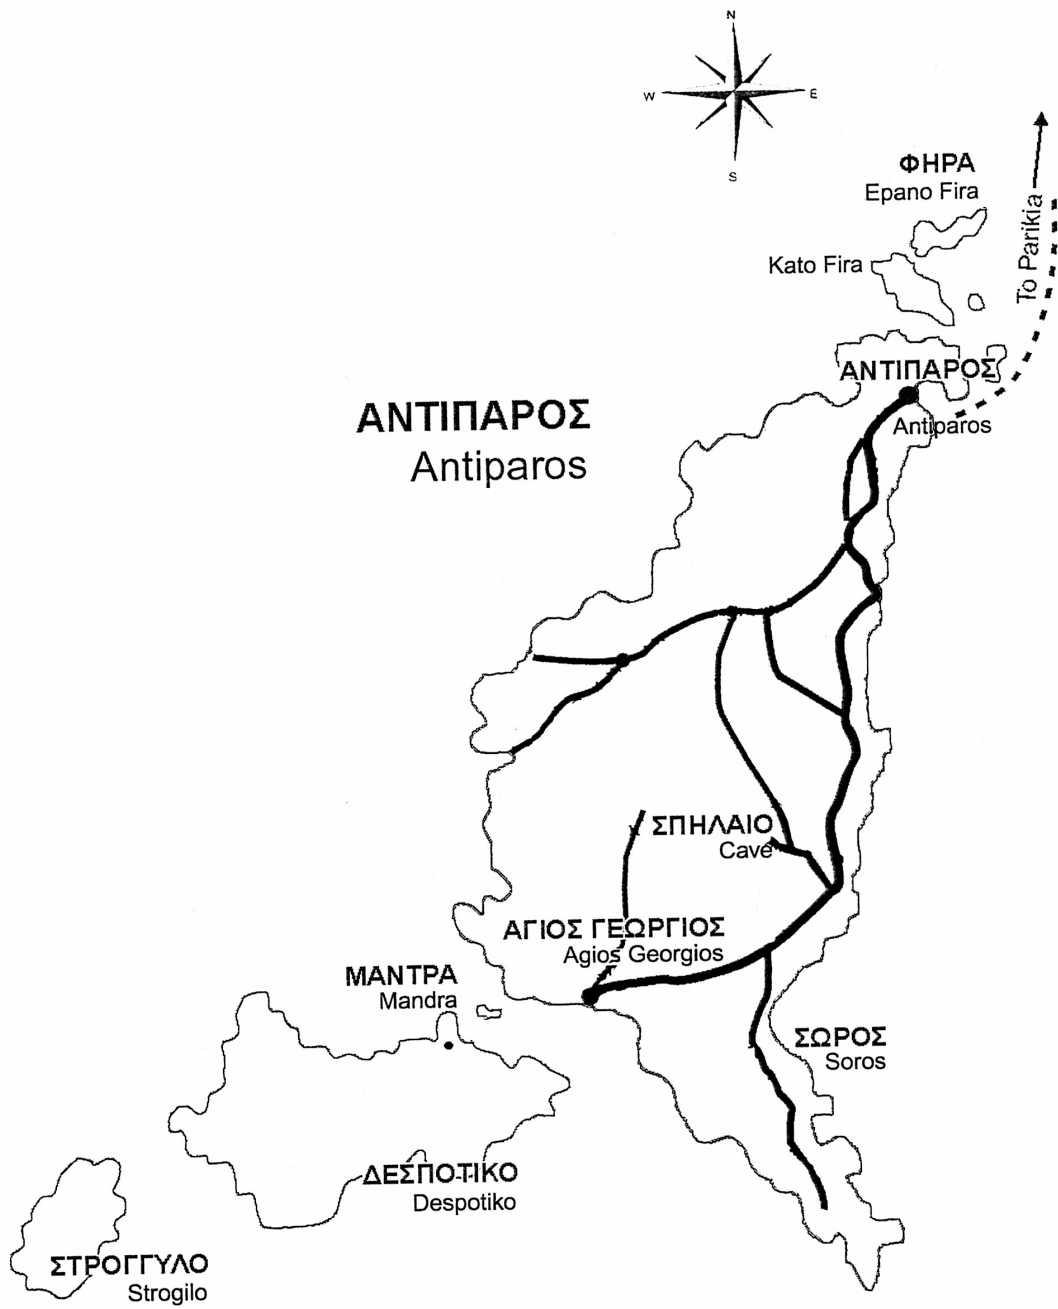 N
W E
S
ΦΗΡΑ
Epano Fira
To Parikia
Kato Fira
ΑΝΤΙΠΑΡΟΣ
Antiparos
ΑΝΤΙΠΑΡΟΣ
Antiparos
ΣΠΗΛΑΙΟ
Cave
ΑΓΙΟΣ ΓΕΩΡΓΙΟΣ
Agios Georgios
ΜΑΝΤΡΑ
Mandra
ΣΩΡΟΣ
Soros
ΔΕΣΠΟΤΙΚΟ
Despotiko
ΣΤΡΟΓΓΥΛΟ
Strogilo